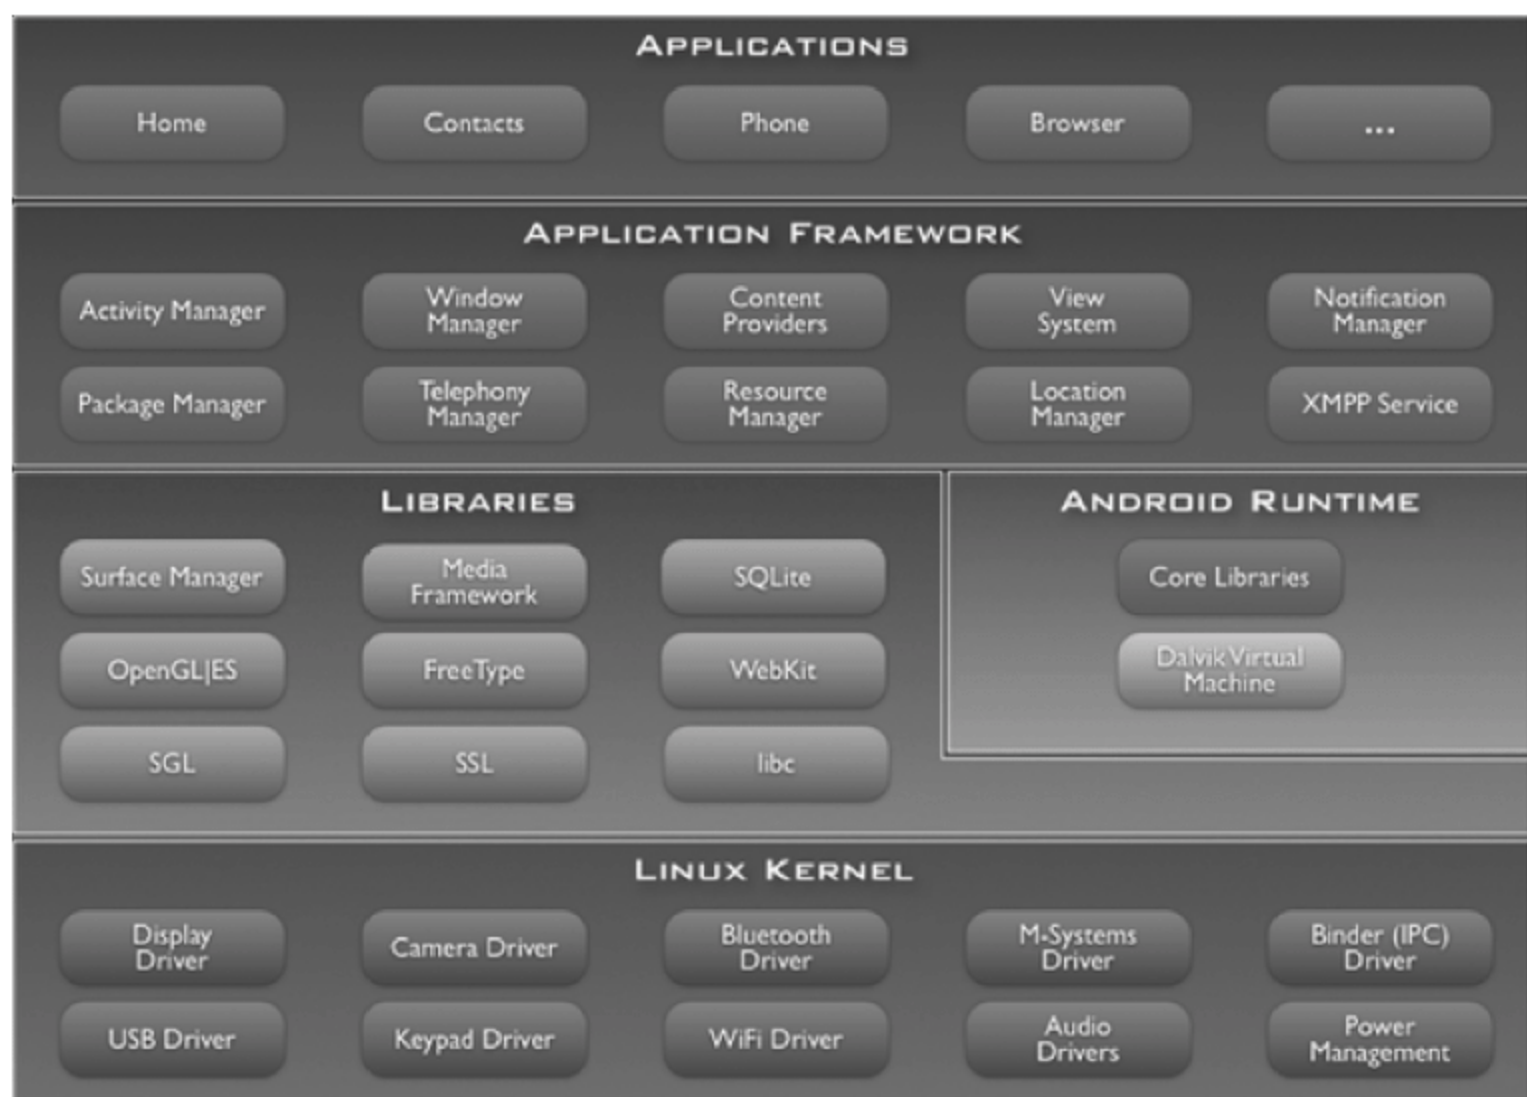 APPLICATIONS
Home
Contacts
Phone
Browser
...
APPLICATION FRAMEWORK
Activity Manager
Window
Manager
Content
Providers
View
System
Notification
Manager
Package Manager
Telephony
Manager
Resource
Manager
Location
Manager
XMPP Service
LIBRARIES
Surface Manager
Media
Framework
SQLite
OpenGL|ES
FreeType
WebKit
SGL
SSL
libc
ANDROID RUNTIME
Core Libraries
Dalvik Virtual
Machine
LINUX KERNEL
Display
Driver
Camera Driver
Bluetooth
Driver
M-Systems
Driver
Binder (IPC)
Driver
USB Driver
Keypad Driver
WiFi Driver
Audio
Drivers
Power
Management